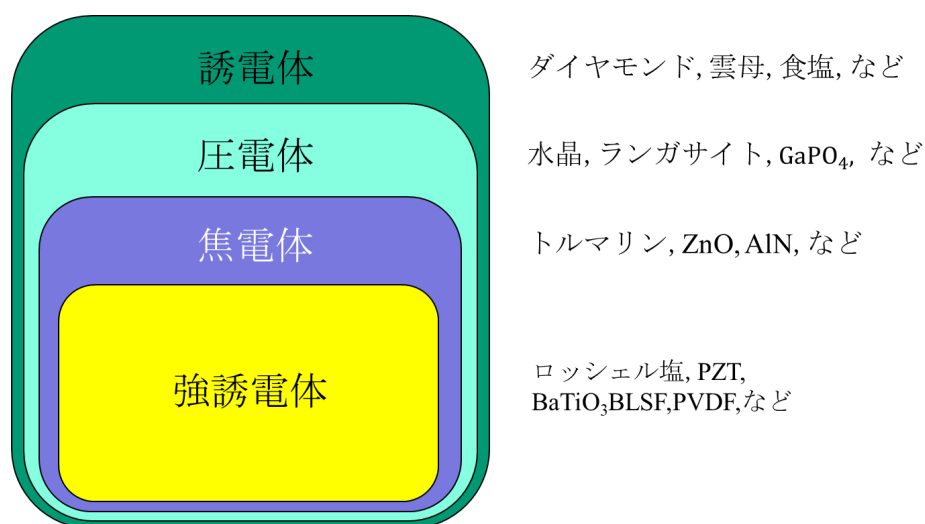 誘電体
ダイヤモンド, 雲母, 食塩, など
圧電体
水晶, ランガサイト, GaPO₄, など
焦電体
トルマリン, ZnO, AlN, など
強誘電体
ロッシェル塩, PZT,
BaTiO₃BLSF,PVDF,など